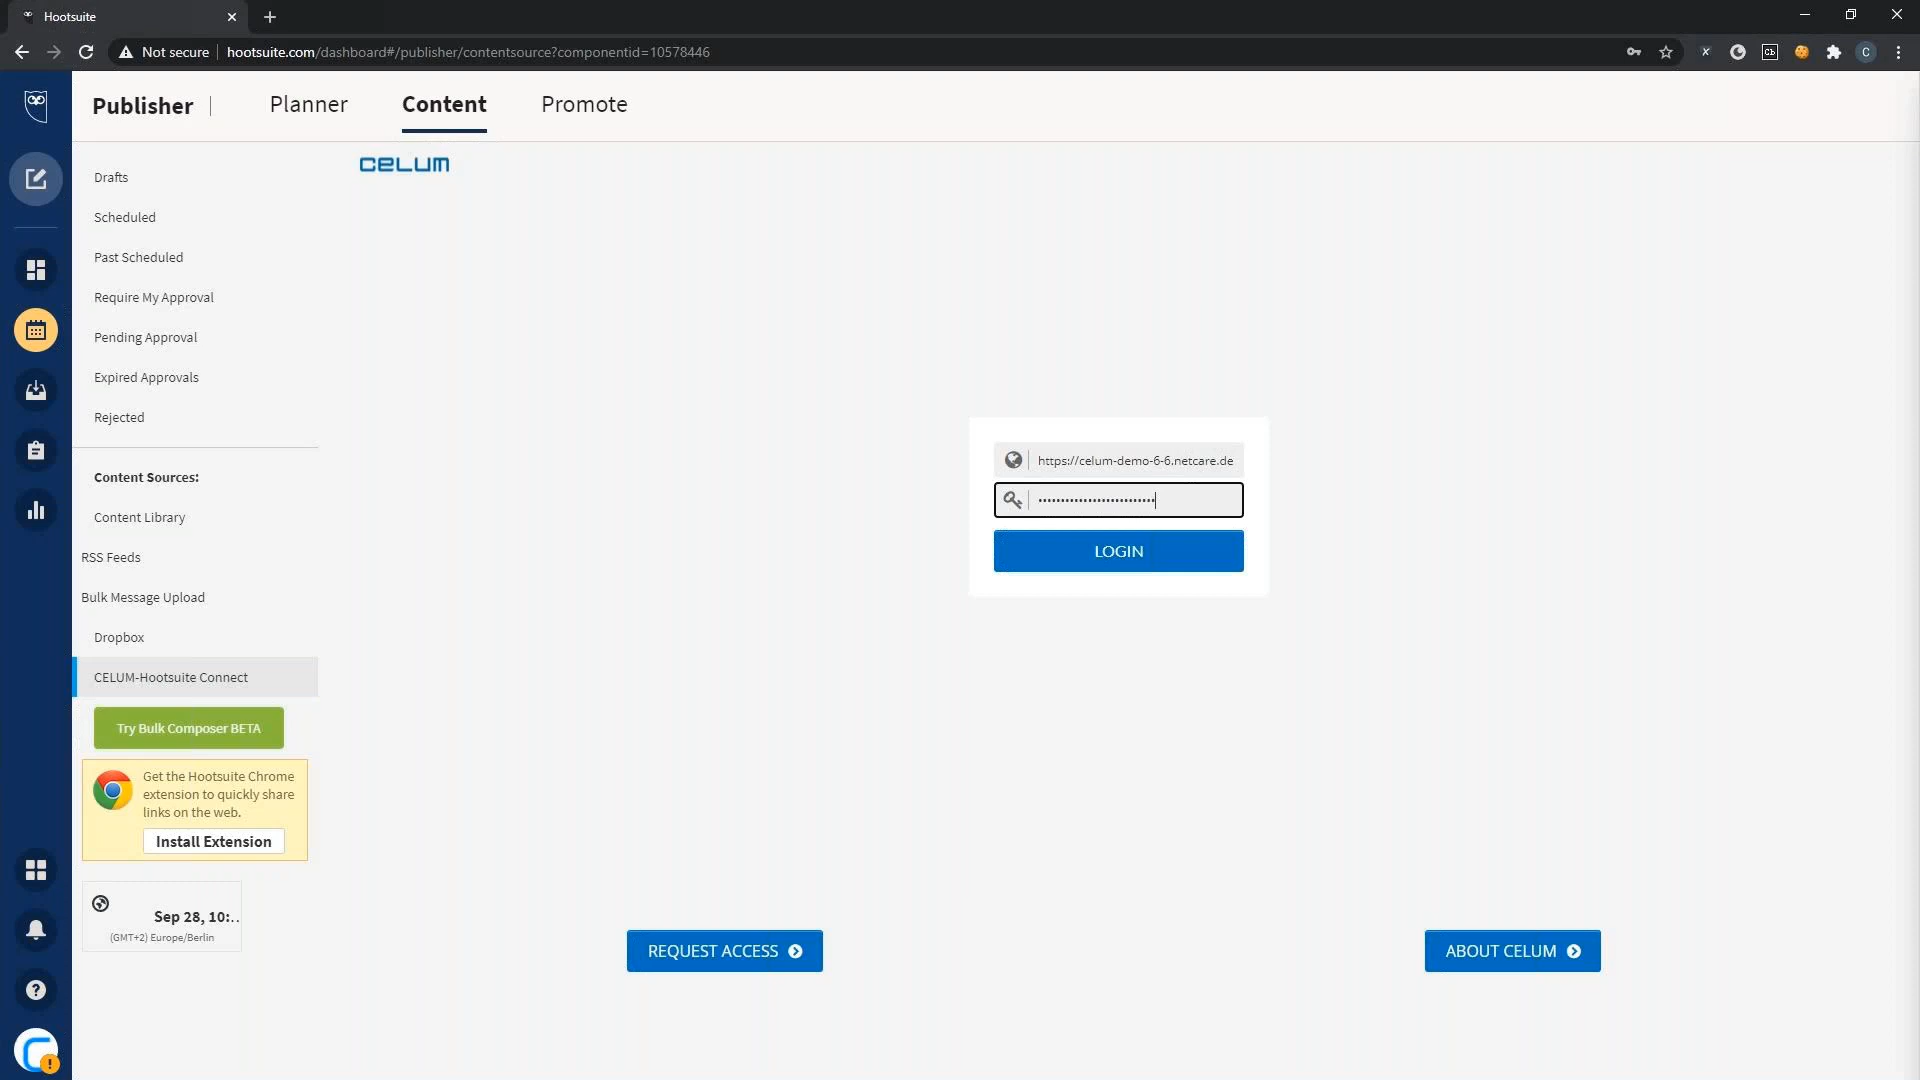 Hootsuite
Not secure
hootsuite.com/dashboard#/publisher/contentsource?componentid=10578446
C
Publisher
Planner
Content
Promote
CELUM
Drafts
Scheduled
Past Scheduled
Require My Approval
Pending Approval
Expired Approvals
Rejected
Content Sources:
Content Library
RSS Feeds
Bulk Message Upload
Dropbox
CELUM-Hootsuite Connect
Try Bulk Composer BETA
Get the Hootsuite Chrome
extension to quickly share
links on the web.
Install Extension
Sep 28, 10:...
(GMT+2) Europe/Berlin
https://celum-demo-6-6.netcare.de
LOGIN
REQUEST ACCESS
ABOUT CELUM